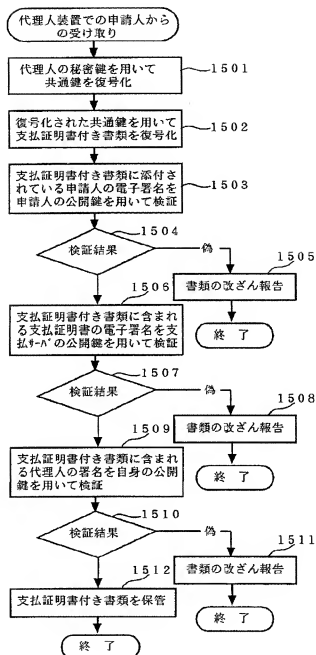 代理人装置での申請人から
の受け取り
代理人の秘密鍵を用いて
共通鍵を復号化
1501
復号化された共通鍵を用いて
支払証明書付き書類を復号化
1502
支払証明書付き書類に添付さ
れている申請人の電子署名を
申請人の公開鍵を用いて検証
1503
1504
検証結果
偽
1505
書類の改ざん報告
終 了
1506
支払証明書付き書類に含まれ
る支払証明書の電子署名を支
払サーバの公開鍵を用いて検証
1507
検証結果
偽
1508
書類の改ざん報告
終 了
1509
支払証明書付き書類に含まれ
る代理人の署名を自身の公開
鍵を用いて検証
1510
検証結果
偽
1511
書類の改ざん報告
終 了
1512
支払証明書付き書類を保管
終 了